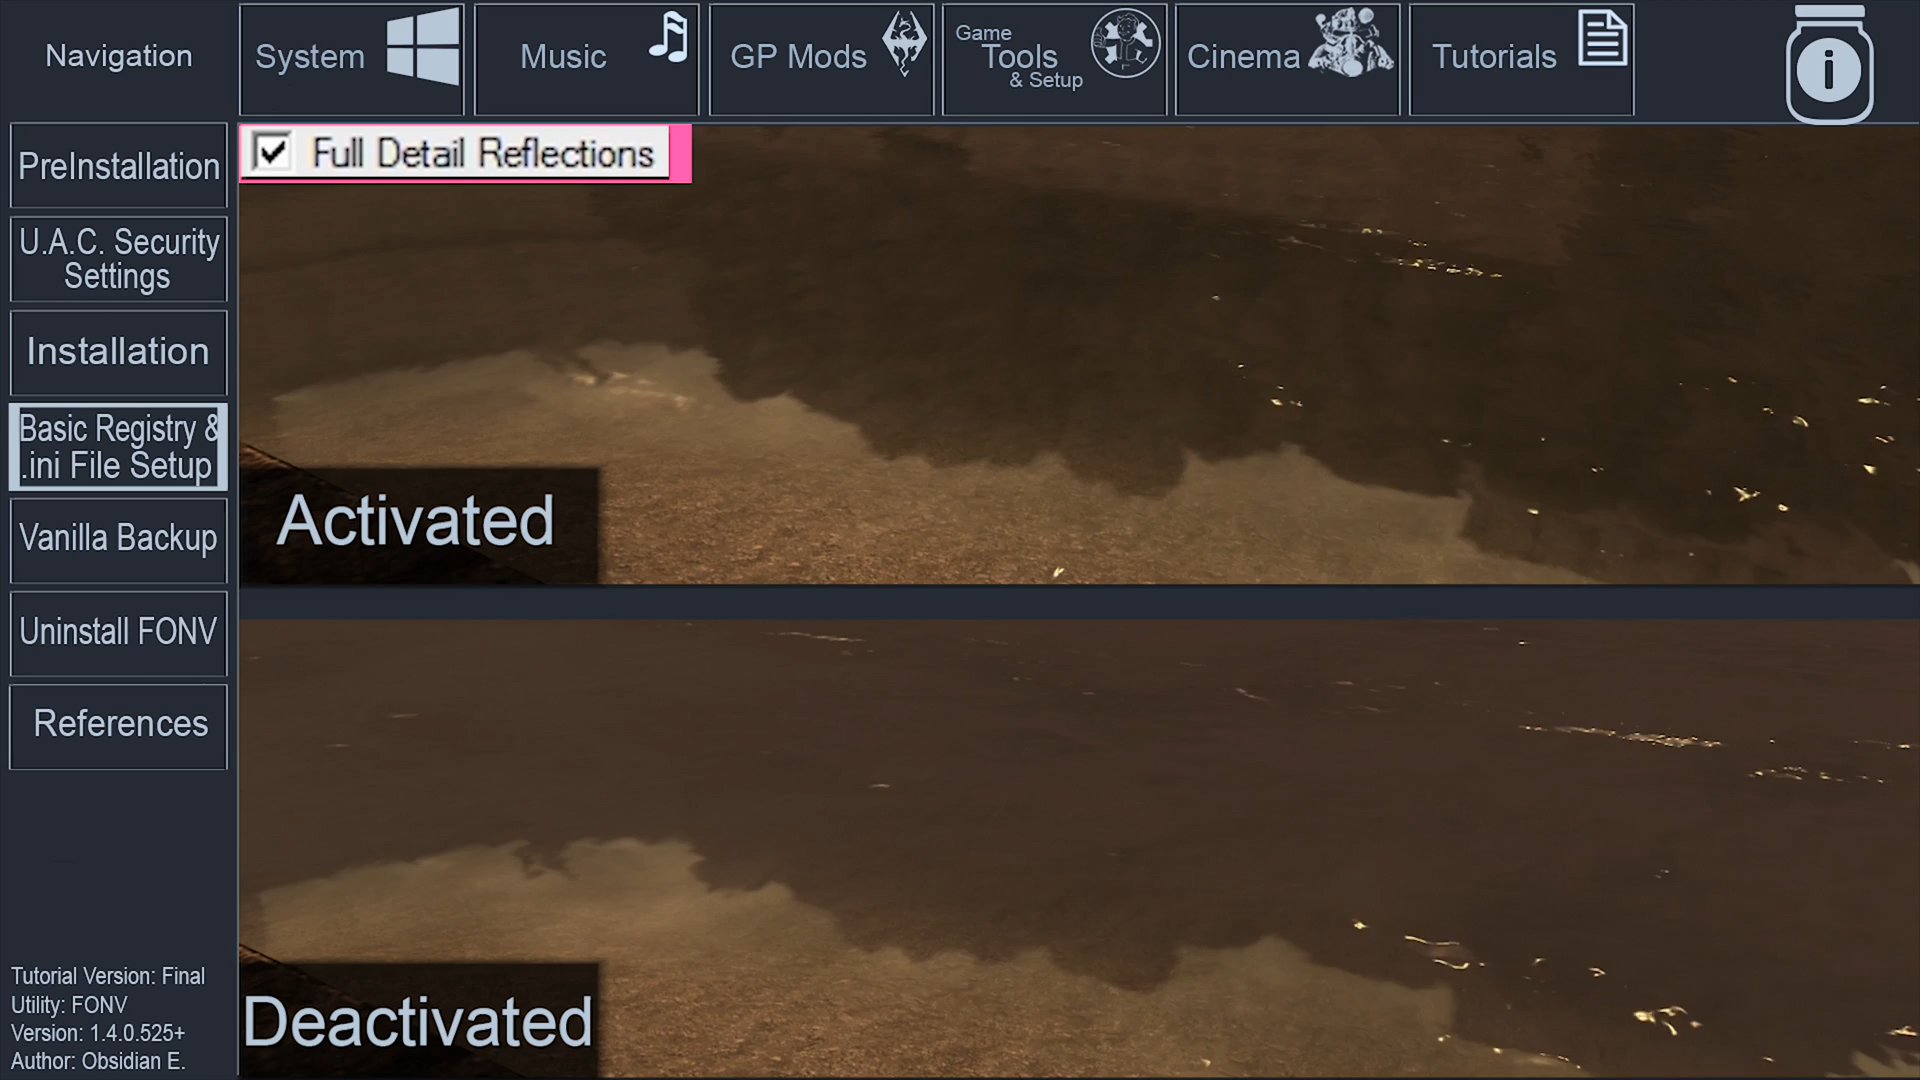 Navigation
System
Music
GP Mods
Game
Tools
& Setup
Cinema
Tutorials
PreInstallation
U.A.C. Security
Settings
Installation
Basic Registry &
.ini File Setup
Vanilla Backup
Uninstall FONV
References
Full Detail Reflections
Activated
Deactivated
Tutorial Version: Final
Utility: FONV
Version: 1.4.0.525+
Author: Obsidian E.